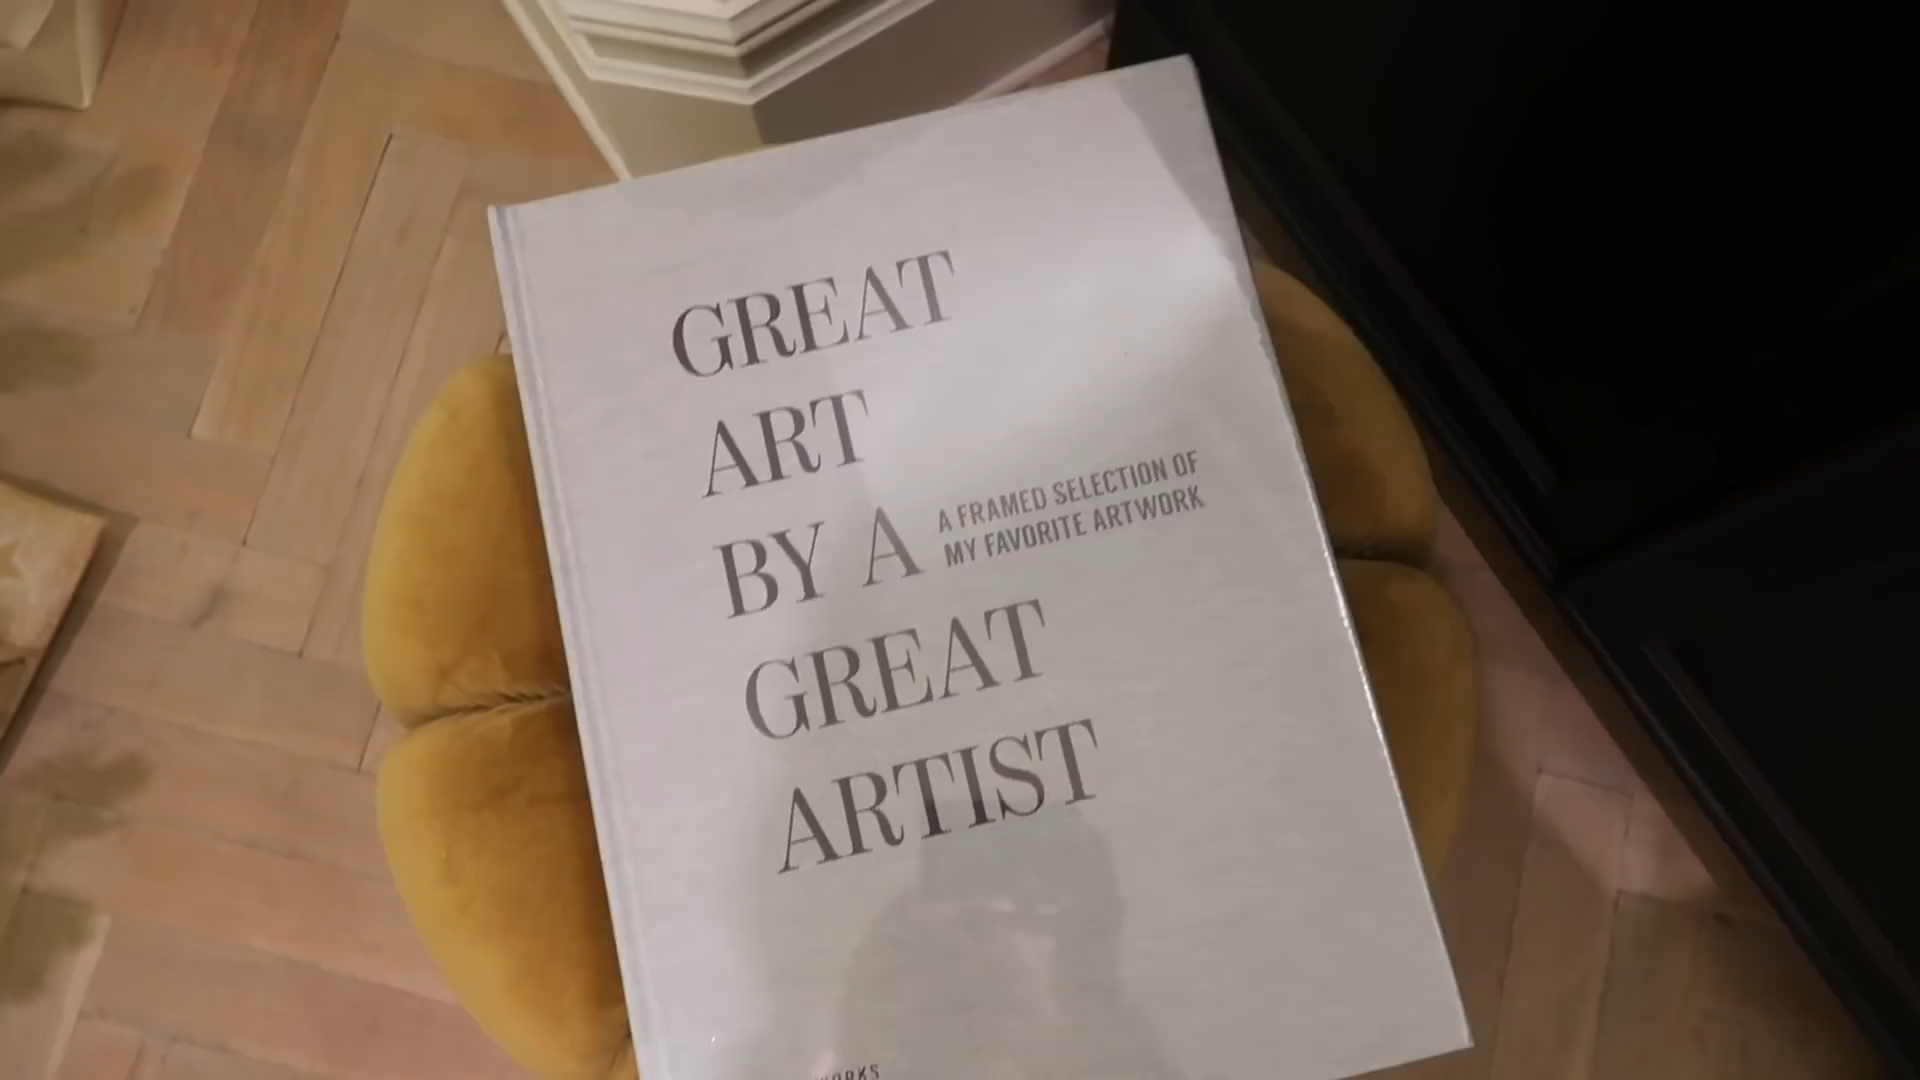 GREAT
ART
BY A
A FRAMED SELECTION OF
MY FAVORITE ARTWORK
GREAT
ARTIST